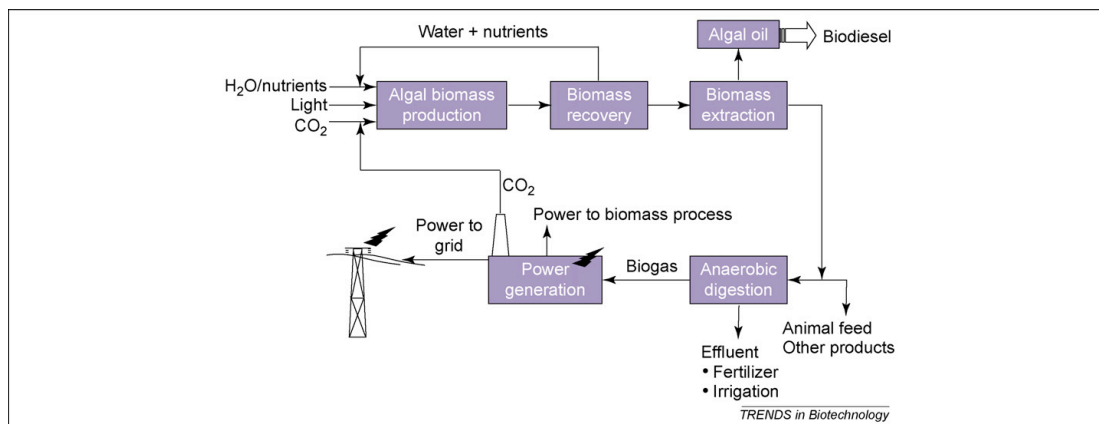 Water + nutrients
Algal oil
Biodiesel
H₂O/nutrients
Light
CO₂
Algal biomass
production
Biomass
recovery
Biomass
extraction
CO₂
Power to
grid
Power to biomass process
Power
generation
Biogas
Anaerobic
digestion
Animal feed
Other products
Effluent
• Fertilizer
• Irrigation
TRENDS in Biotechnology